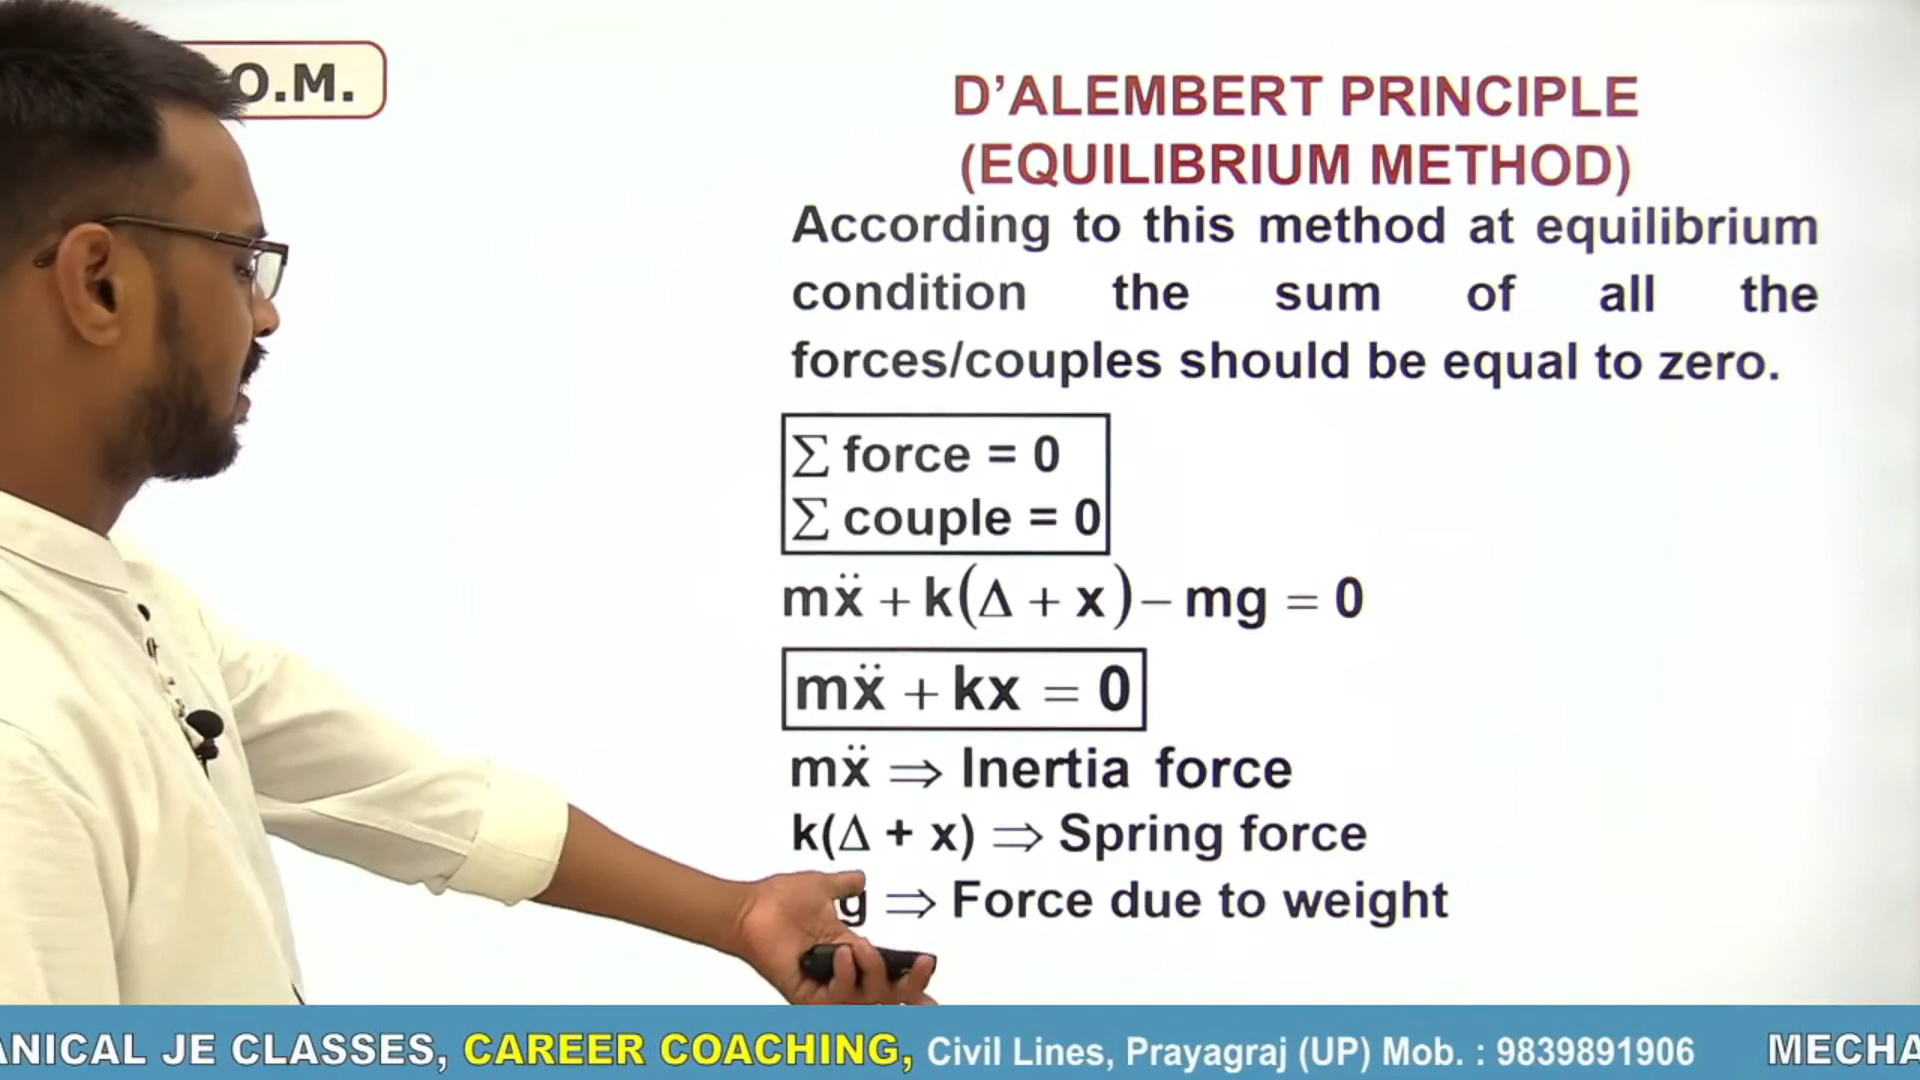 O.M.
D'ALEMBERT PRINCIPLE
(EQUILIBRIUM METHOD)
According to this method at equilibrium
condition the sum of all the
forces/couples should be equal to zero.
∑ force = 0
∑ couple = 0
mẍ + k(Δ + x) − mg = 0
mẍ + kx = 0
mẍ ⇒ Inertia force
k(Δ + x) ⇒ Spring force
g ⇒ Force due to weight
ANICAL JE CLASSES, CAREER COACHING, Civil Lines, Prayagraj (UP) Mob. : 9839891906 MECHA